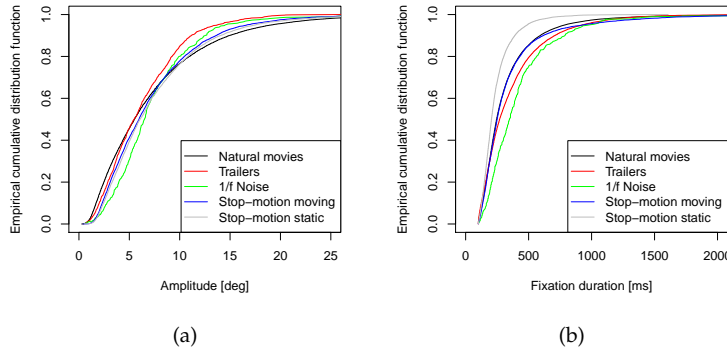 Empirical cumulative distribution function
1.0
0.8
0.6
0.4
0.2
0.0
Natural movies
Trailers
1/f Noise
Stop−motion moving
Stop−motion static
0 5 10 15 20 25
Amplitude [deg]
(a)
Empirical cumulative distribution function
1.0
0.8
0.6
0.4
0.2
0.0
Natural movies
Trailers
1/f Noise
Stop−motion moving
Stop−motion static
0 500 1000 1500 2000
Fixation duration [ms]
(b)